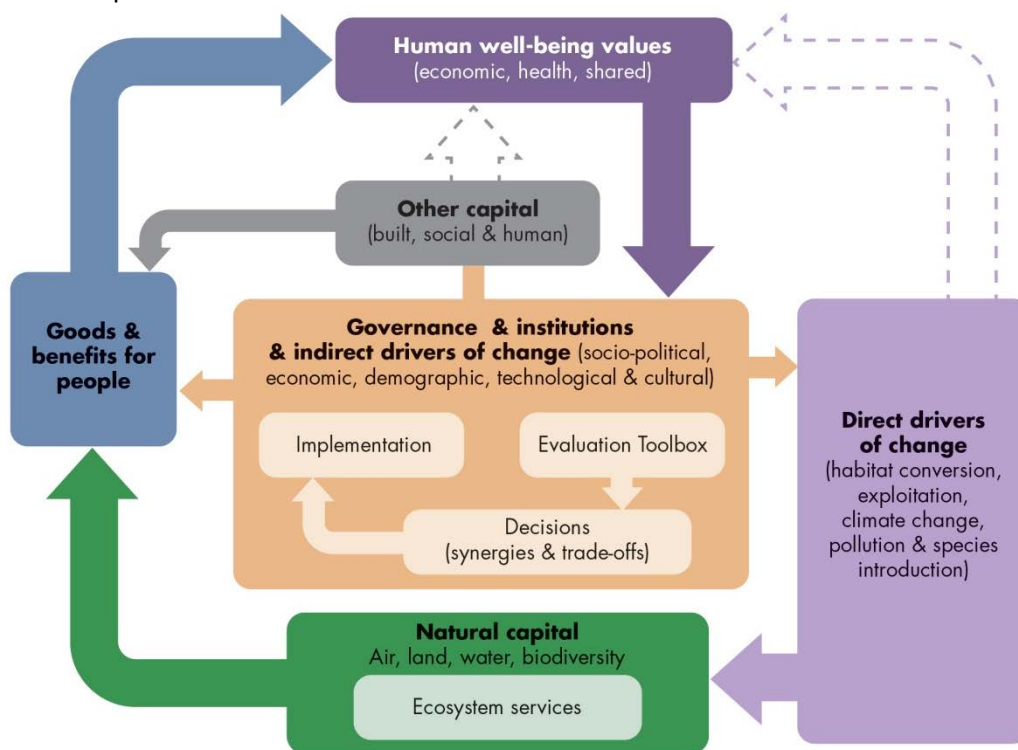 Human well-being values
(economic, health, shared)
Other capital
(built, social & human)
Goods &
benefits for
people
Governance & institutions
& indirect drivers of change (socio-political,
economic, demographic, technological & cultural)
Implementation
Evaluation Toolbox
Decisions
(synergies & trade-offs)
Direct drivers
of change
(habitat conversion,
exploitation,
climate change,
pollution & species
introduction)
Natural capital
Air, land, water, biodiversity
Ecosystem services